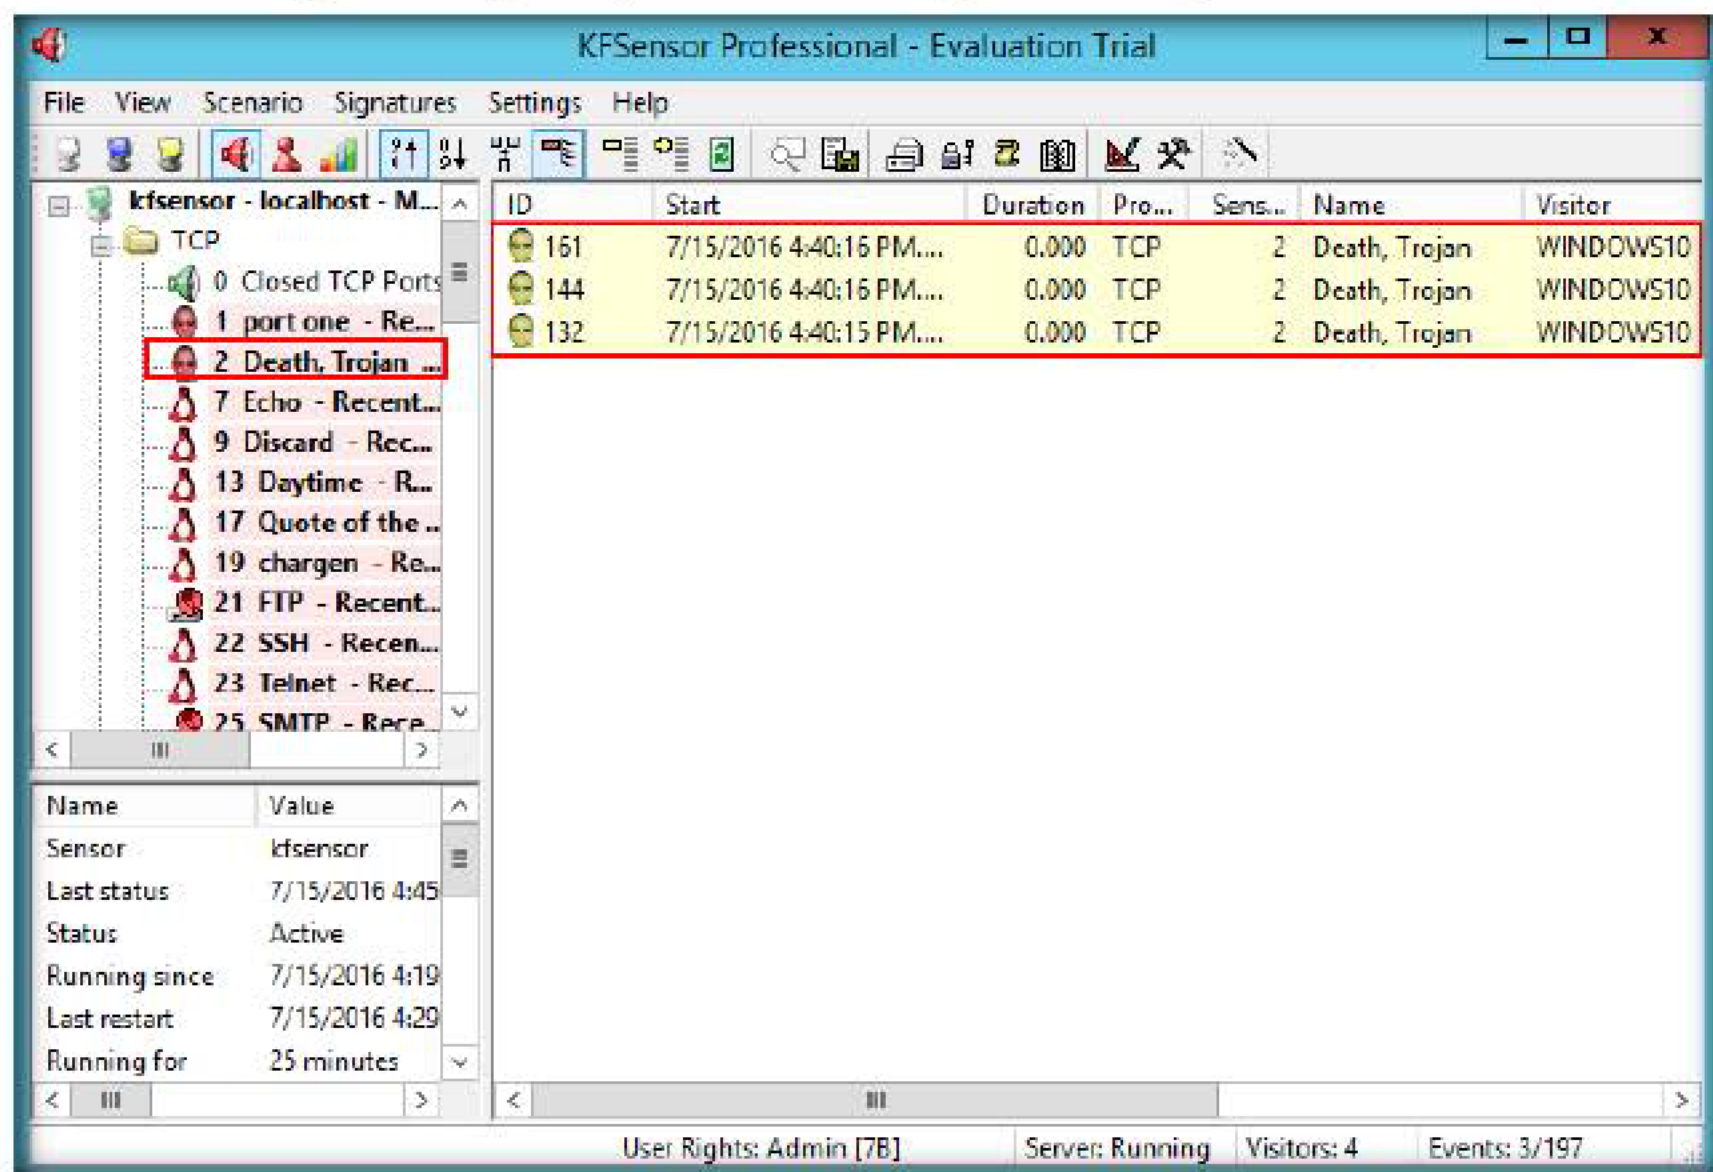 KFSensor Professional - Evaluation Trial
File View Scenario Signatures Settings Help
kfsensor - localhost - M...
TCP
0 Closed TCP Ports
1 port one - Re...
2 Death, Trojan ...
7 Echo - Recent...
9 Discard - Rec...
13 Daytime - R...
17 Quote of the ..
19 chargen - Re...
21 FTP - Recent...
22 SSH - Recen...
23 Telnet - Rec...
25 SMTP - Rece
ID Start Duration Pro... Sens... Name Visitor
161 7/15/2016 4:40:16 PM.... 0.000 TCP 2 Death, Trojan WINDOWS10
144 7/15/2016 4:40:16 PM.... 0.000 TCP 2 Death, Trojan WINDOWS10
132 7/15/2016 4:40:15 PM.... 0.000 TCP 2 Death, Trojan WINDOWS10
Name Value
Sensor kfsensor
Last status 7/15/2016 4:45
Status Active
Running since 7/15/2016 4:19
Last restart 7/15/2016 4:29
Running for 25 minutes
User Rights: Admin [7B] Server: Running Visitors: 4 Events: 3/197